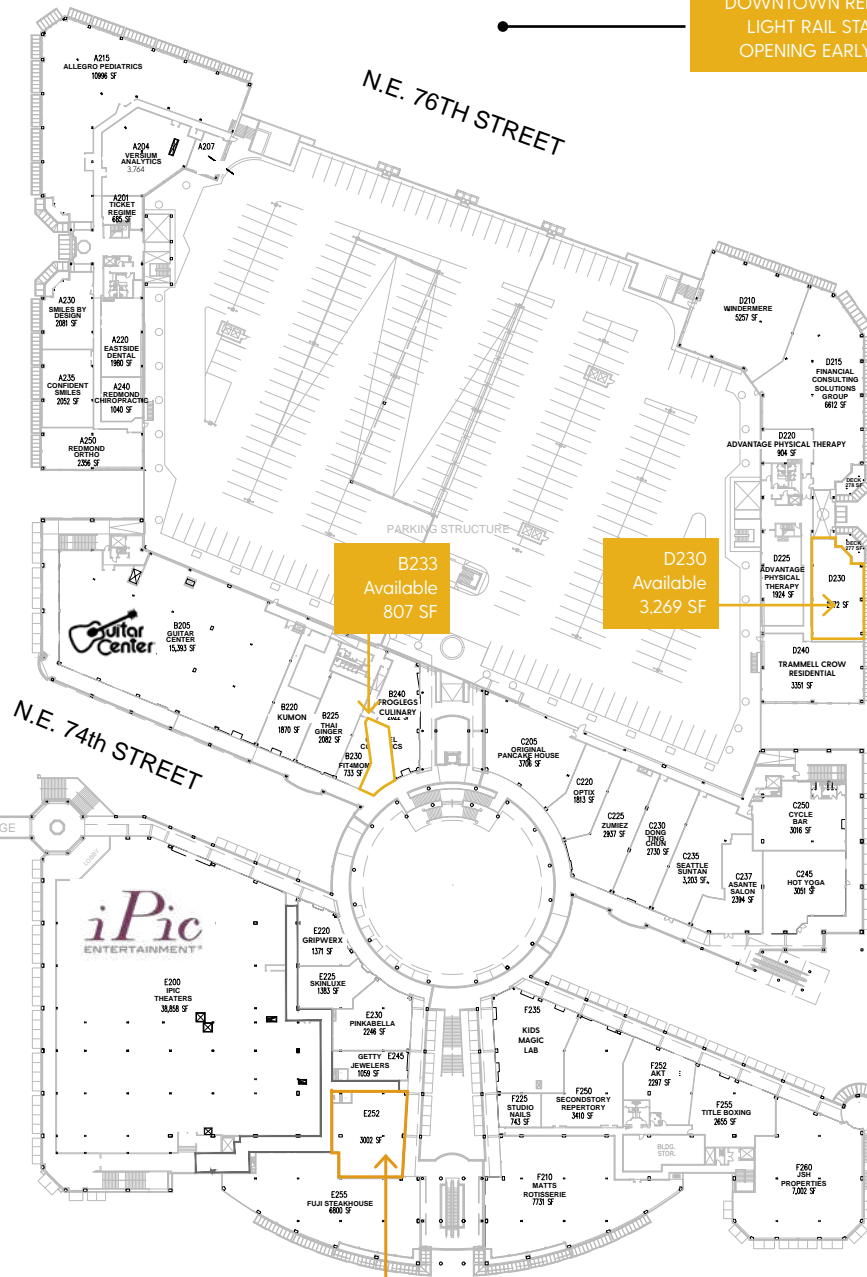 LIGHT RAIL
OPENING EARLY
N.E. 76TH STREET
A215
ALLEGRO PEDIATRICS
10996 SF
A204
VERSIUM
ANALYTICS
3,764
A207
A201
TICKET
REGIME
685 SF
A230
SMILES BY
DESIGN
2081 SF
A220
EASTSIDE
DENTAL
1980 SF
A235
CONFIDENT
SMILES
2052 SF
A240
REDMOND
CHIROPRACTIC
1040 SF
A250
REDMOND
ORTHO
2356 SF
D210
WINDERMERE
5257 SF
D215
FINANCIAL
CONSULTING
SOLUTIONS
GROUP
6612 SF
D220
ADVANTAGE PHYSICAL THERAPY
904 SF
DECK
278 SF
DECK
277 SF
PARKING STRUCTURE
B233
Available
807 SF
D230
Available
3,269 SF
D225
ADVANTAGE
PHYSICAL
THERAPY
1924 SF
D230
SF
D240
TRAMMELL CROW
RESIDENTIAL
3351 SF
Guitar
Center
B205
GUITAR
CENTER
15,393 SF
B220
KUMON
1870 SF
B225
THAI
GINGER
2082 SF
B240
FROGLEGS
CULINARY
B230
FIT4MOM
733 SF
N.E. 74th STREET
C205
ORIGINAL
PANCAKE HOUSE
3706 SF
C220
OPTIX
1813 SF
C225
ZUMIEZ
2937 SF
C230
DONG
TING
CHUN
2730 SF
C235
SEATTLE
SUNTAN
3,203 SF
C237
ASANTE
SALON
2394 SF
C250
CYCLE
BAR
3016 SF
C245
HOT YOGA
3051 SF
LOBBY
iPic
ENTERTAINMENT
E200
IPIC
THEATERS
38,858 SF
E220
GRIPWERX
1371 SF
E225
SKINLUXE
1383 SF
E230
PINKABELLA
2246 SF
GETTY E245
JEWELERS
1059 SF
E252
3002 SF
E255
FUJI STEAKHOUSE
6800 SF
F235
KIDS
MAGIC
LAB
F225
STUDIO
NAILS
743 SF
F250
SECONDSTORY
REPERTORY
3410 SF
F252
AKT
2297 SF
F255
TITLE BOXING
2655 SF
BLDG.
STOR.
F210
MATTS
ROTISSERIE
7731 SF
F260
JSH
PROPERTIES
7,002 SF